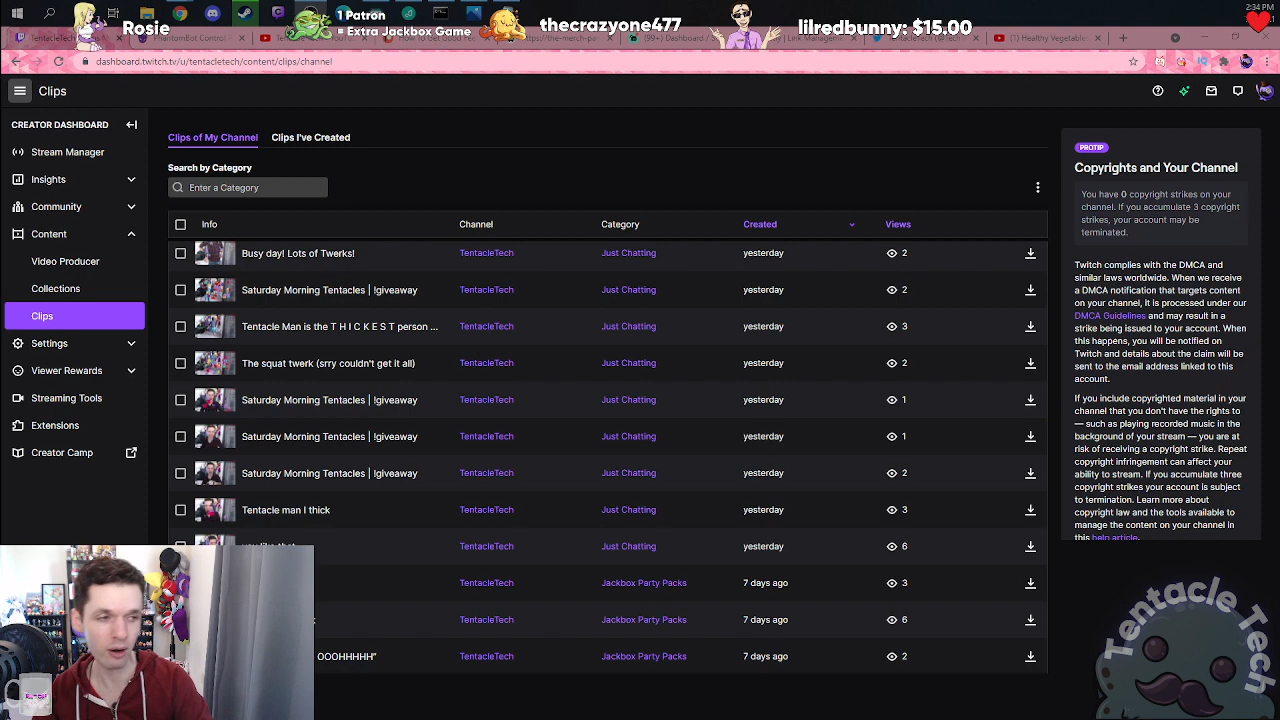 2:34 PM
Rosie
1 Patron
= Extra Jackbox Game
thecrazyone477
lilredbunny: $15.00
TentacleTech
PhantomBot Control
(99+) Dashboard
(1) Healthy Vegetable
dashboard.twitch.tv/u/tentacletech/content/clips/channel
Clips
CREATOR DASHBOARD
Stream Manager
Insights
Community
Content
Video Producer
Collections
Clips
Settings
Viewer Rewards
Streaming Tools
Extensions
Creator Camp
Clips of My Channel
Clips I've Created
Search by Category
Enter a Category
Info Channel Category Created Views
Busy day! Lots of Twerks! TentacleTech Just Chatting yesterday 2
Saturday Morning Tentacles | !giveaway TentacleTech Just Chatting yesterday 2
Tentacle Man is the T H I C K E S T person ... TentacleTech Just Chatting yesterday 3
The squat twerk (srry couldn't get it all) TentacleTech Just Chatting yesterday 2
Saturday Morning Tentacles | !giveaway TentacleTech Just Chatting yesterday 1
Saturday Morning Tentacles | !giveaway TentacleTech Just Chatting yesterday 1
Saturday Morning Tentacles | !giveaway TentacleTech Just Chatting yesterday 2
Tentacle man I thick TentacleTech Just Chatting yesterday 3
TentacleTech Just Chatting yesterday 6
TentacleTech Jackbox Party Packs 7 days ago 3
TentacleTech Jackbox Party Packs 7 days ago 6
OOOHHHHH" TentacleTech Jackbox Party Packs 7 days ago 2
PROTIP
Copyrights and Your Channel
You have 0 copyright strikes on your
channel. If you accumulate 3 copyright
strikes, your account may be
terminated.
Twitch complies with the DMCA and
similar laws worldwide. When we receive
a DMCA notification that targets content
on your channel, it is processed under our
DMCA Guidelines and may result in a
strike being issued to your account. When
this happens, you will be notified on
Twitch and details about the claim will be
sent to the email address linked to this
account.
If you include copyrighted material in your
channel that you don't have the rights to
— such as playing recorded music in the
background of your stream — you are at
risk of receiving a copyright strike. Repeat
copyright infringement can affect your
ability to stream. If you accumulate three
copyright strikes your account is subject
to termination. Learn more about
copyright law and the tools available to
manage the content on your channel in
this help article.
Tentacle Tech